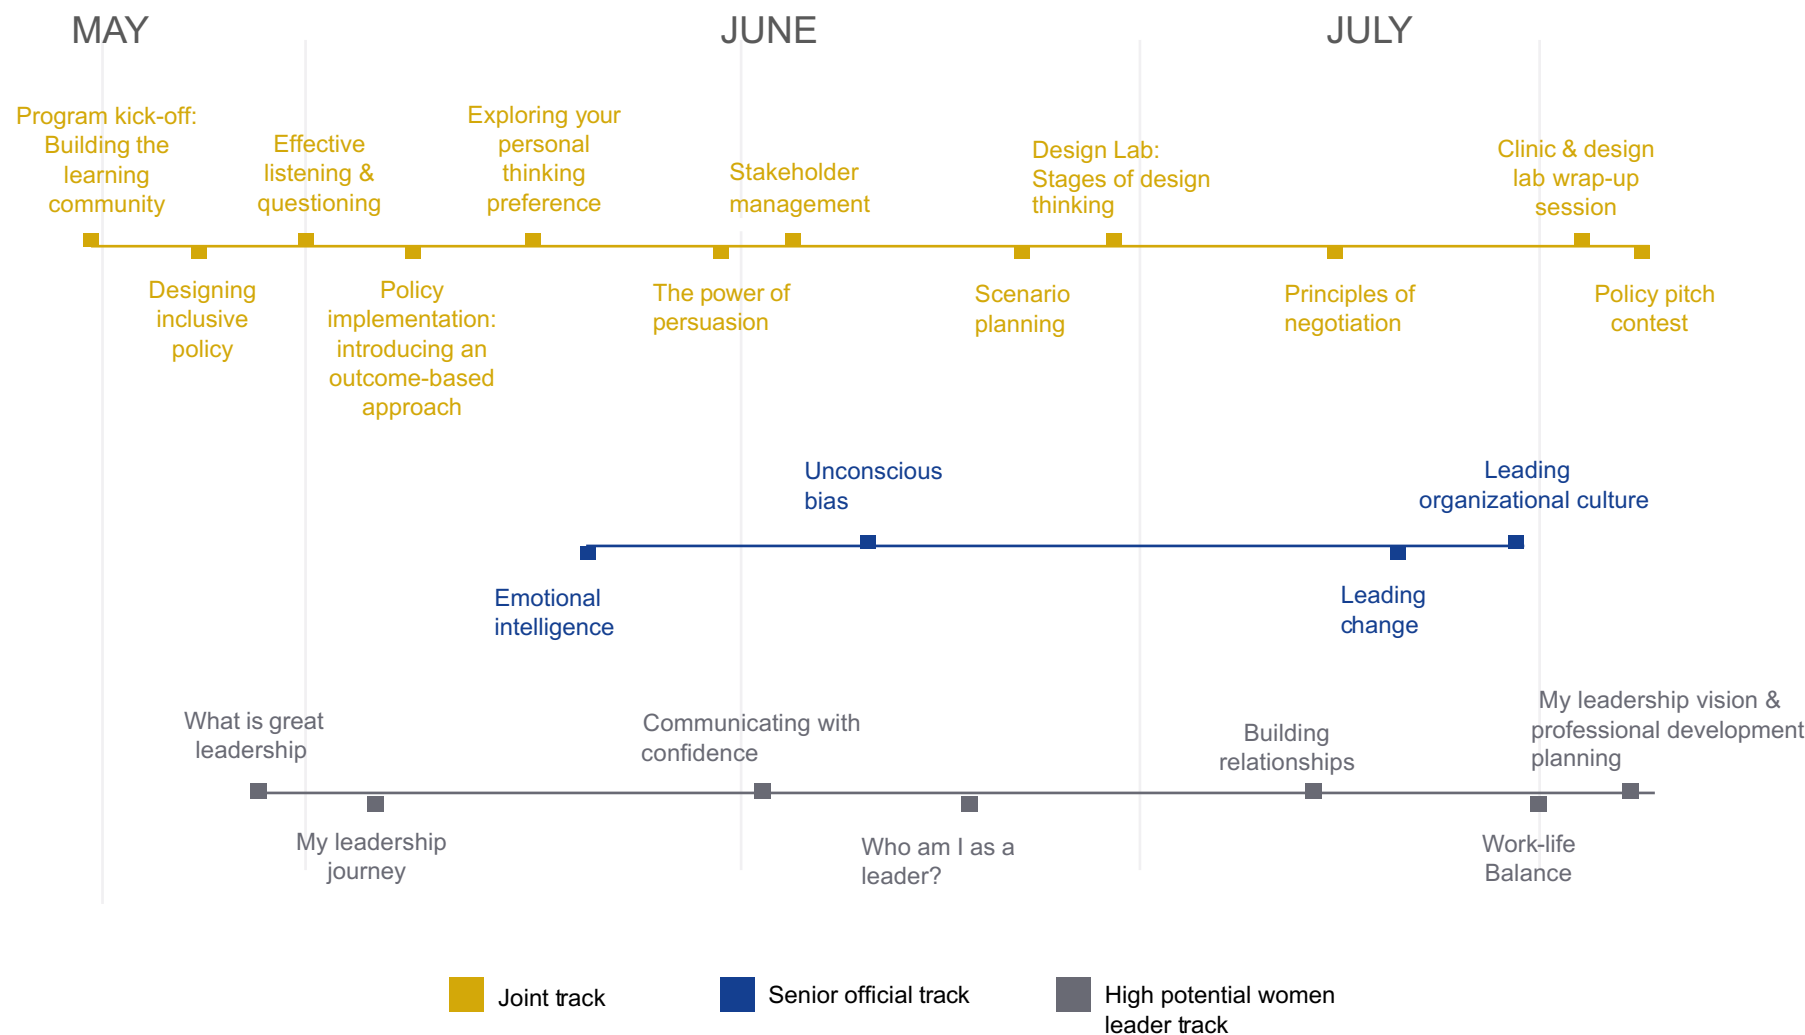 MAY
JUNE
JULY
Program kick-off:
Building the
learning
community
Effective
listening &
questioning
Exploring your
personal
thinking
preference
Stakeholder
management
Design Lab:
Stages of design
thinking
Clinic & design
lab wrap-up
session
Designing
inclusive
policy
Policy
implementation:
introducing an
outcome-based
approach
The power of
persuasion
Scenario
planning
Principles of
negotiation
Policy pitch
contest
Unconscious
bias
Leading
organizational culture
Emotional
intelligence
Leading
change
What is great
leadership
Communicating with
confidence
Building
relationships
My leadership vision &
professional development
planning
My leadership
journey
Who am I as a
leader?
Work-life
Balance
Joint track
Senior official track
High potential women
leader track